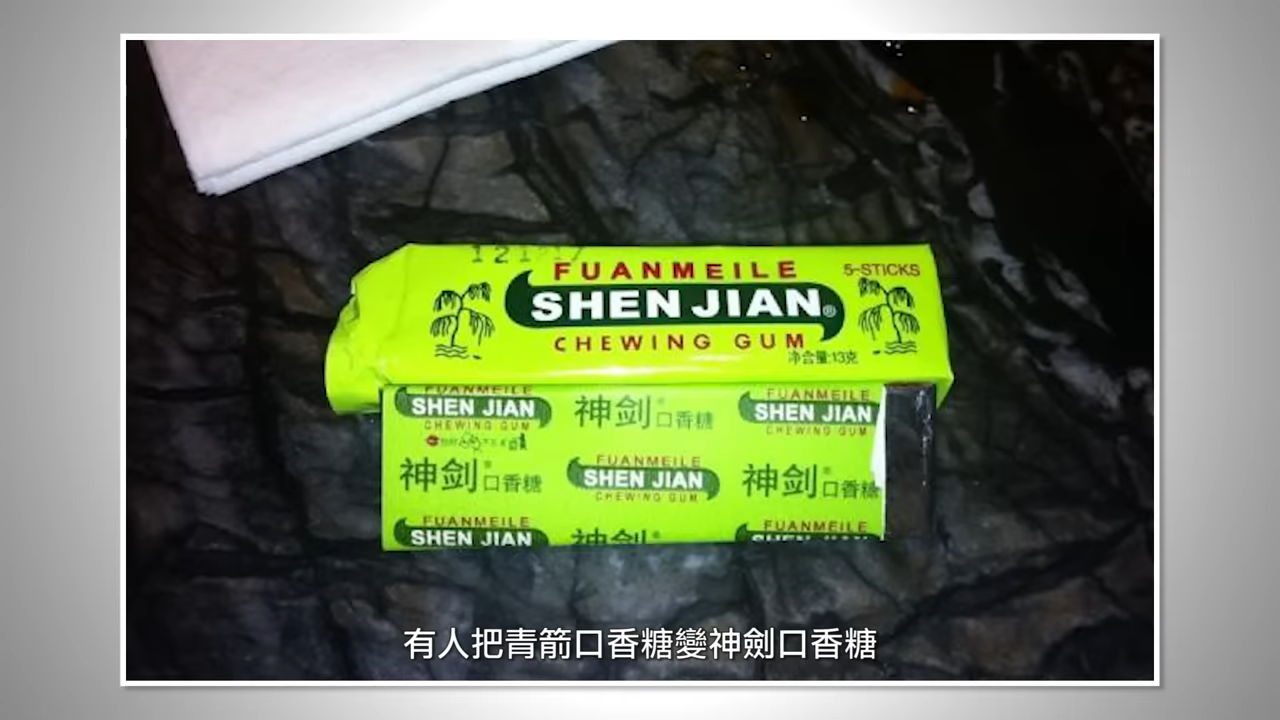 FUANMEILE
5-STICKS
SHEN JIAN®
CHEWING GUM
净含量:13克
FUANMEILE
SHEN JIAN
CHEWING GUM
神剑®口香糖
FUANMEILE
SHEN JIAN
CHEWING GUM
神剑®口香糖
FUANMEILE
SHEN JIAN
CHEWING GUM
神剑®口香糖
FUANMEILE
SHEN JIAN
神剑®
FUANMEILE
SHEN JIAN
有人把青箭口香糖變神劍口香糖